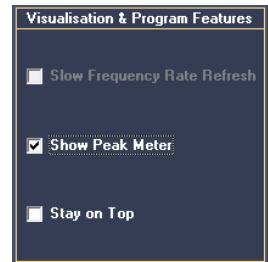 Visualisation & Program Features
Slow Frequency Rate Refresh
Show Peak Meter
Stay on Top